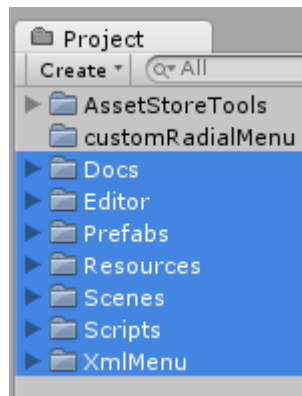 Project
Create All
AssetStoreTools
customRadialMenu
Docs
Editor
Prefabs
Resources
Scenes
Scripts
XmlMenu